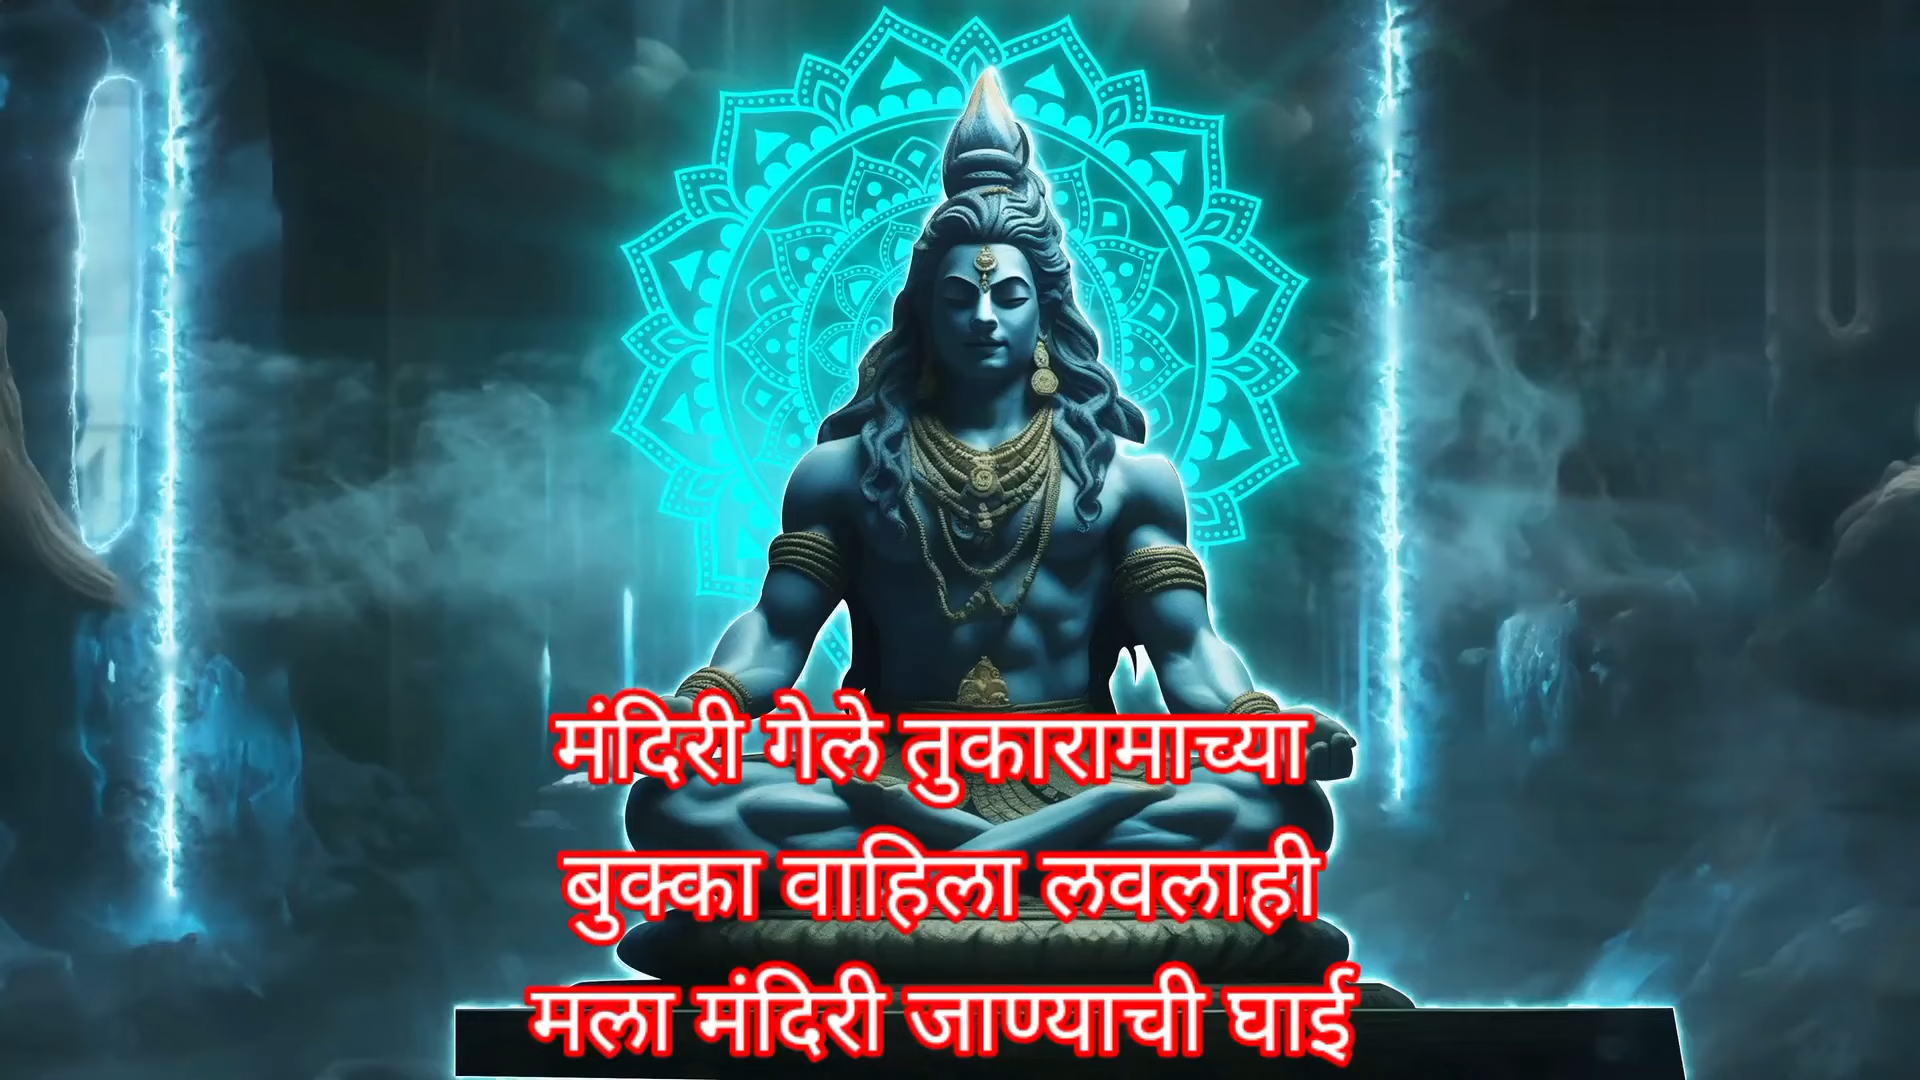 मंदिरी गेले तुकारामाच्या
बुक्का वाहिला लवलाही
मला मंदिरी जाण्याची घाई